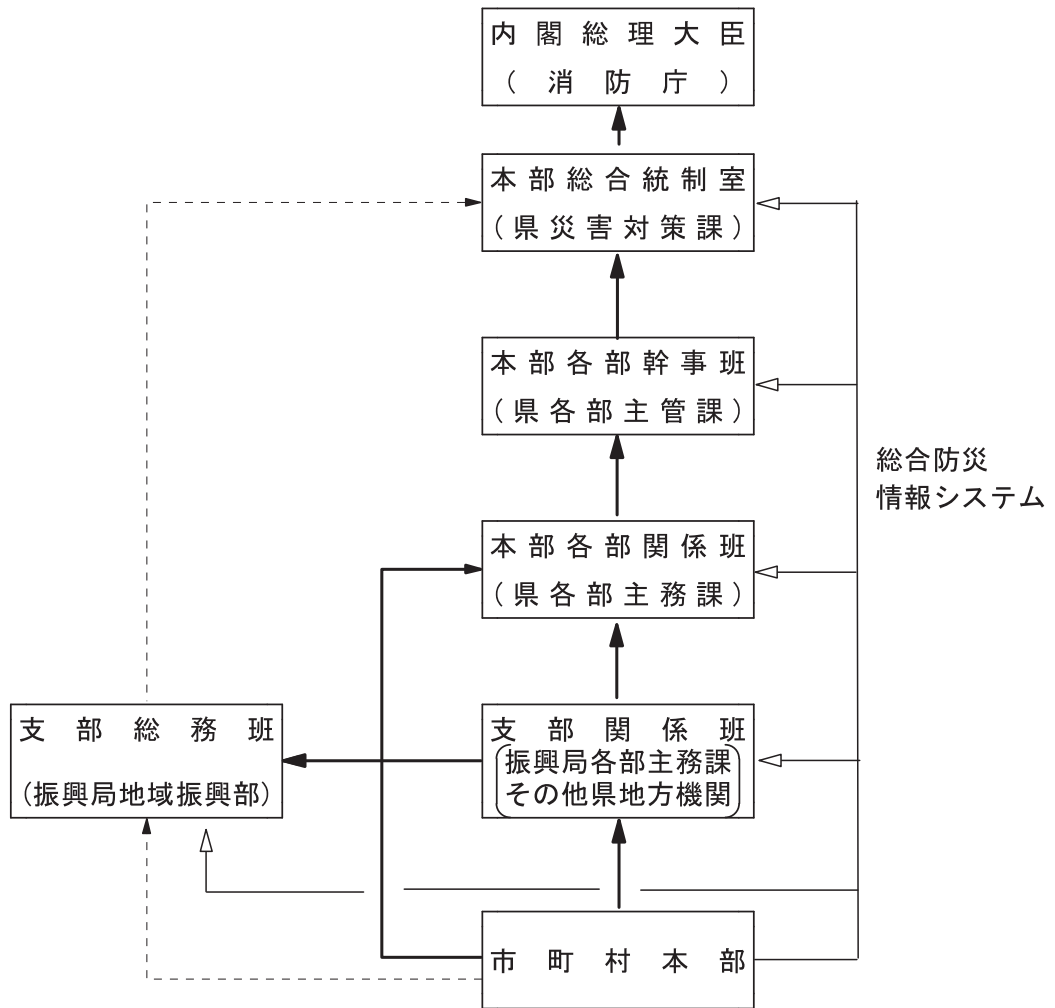 内閣総理大臣
（消防庁）
本部総合統制室
（県災害対策課）
本部各部幹事班
（県各部主管課）
総合防災
情報システム
本部各部関係班
（県各部主務課）
支部総務班
（振興局地域振興部）
支部関係班
振興局各部主務課
その他県地方機関
市町村本部